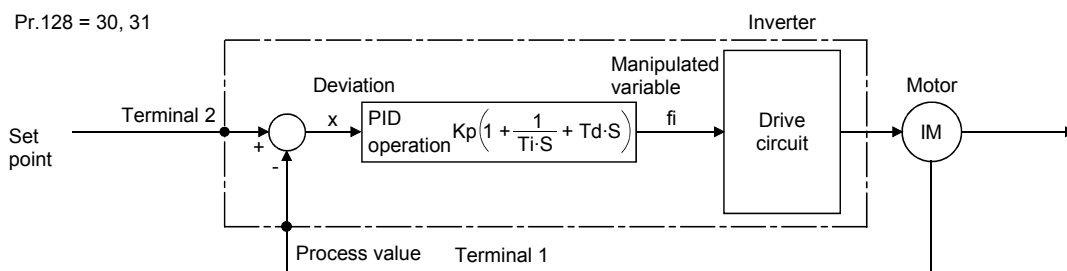 Pr.128 = 30, 31
Inverter
Manipulated
variable
Deviation
Motor
Terminal 2
Set
point
+
-
x
PID
operation
Kp(1 + 1/Ti·S + Td·S)
fi
Drive
circuit
IM
Process value
Terminal 1